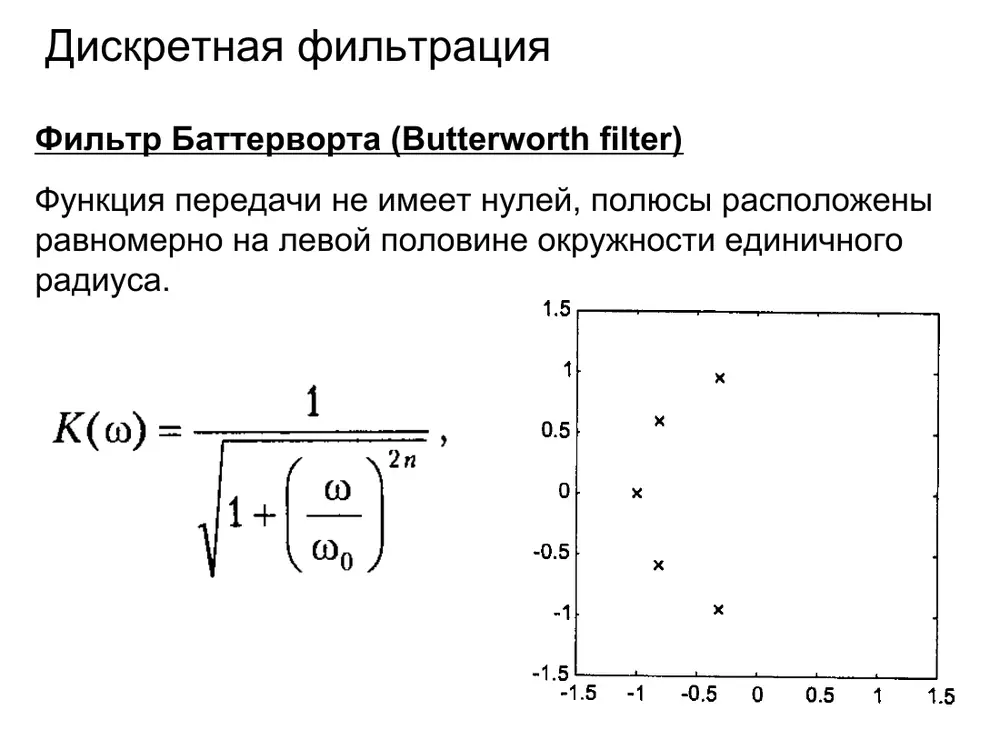 Дискретная фильтрация
Фильтр Баттерворта (Butterworth filter)
Функция передачи не имеет нулей, полюсы расположены
равномерно на левой половине окружности единичного
радиуса.
K(ω) = 1 / √(1 + (ω/ω₀)²ⁿ),
1.5
1
0.5
0
-0.5
-1
-1.5
-1.5 -1 -0.5 0 0.5 1 1.5